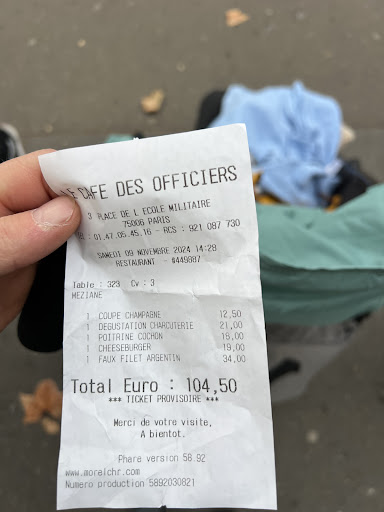 LE CAFE DES OFFICIERS
3 PLACE DE L ECOLE MILITAIRE
75006 PARIS
Tél : 01.47.05.45.16 - RCS : 921 087 730
SAMEDI 09 NOVEMBRE 2024 14:28
RESTAURANT - #449887
Table : 323 Cv : 3
MEZIANE
1 COUPE CHAMPAGNE 12,50
1 DEGUSTATION CHARCUTERIE 21,00
1 POITRINE COCHON 18,00
1 CHEESEBURGER 19,00
1 FAUX FILET ARGENTIN 34,00
Total Euro : 104,50
*** TICKET PROVISOIRE ***
Merci de votre visite,
A bientot.
Phare version 58.92
www.moralchr.com
Numero production 5892030821